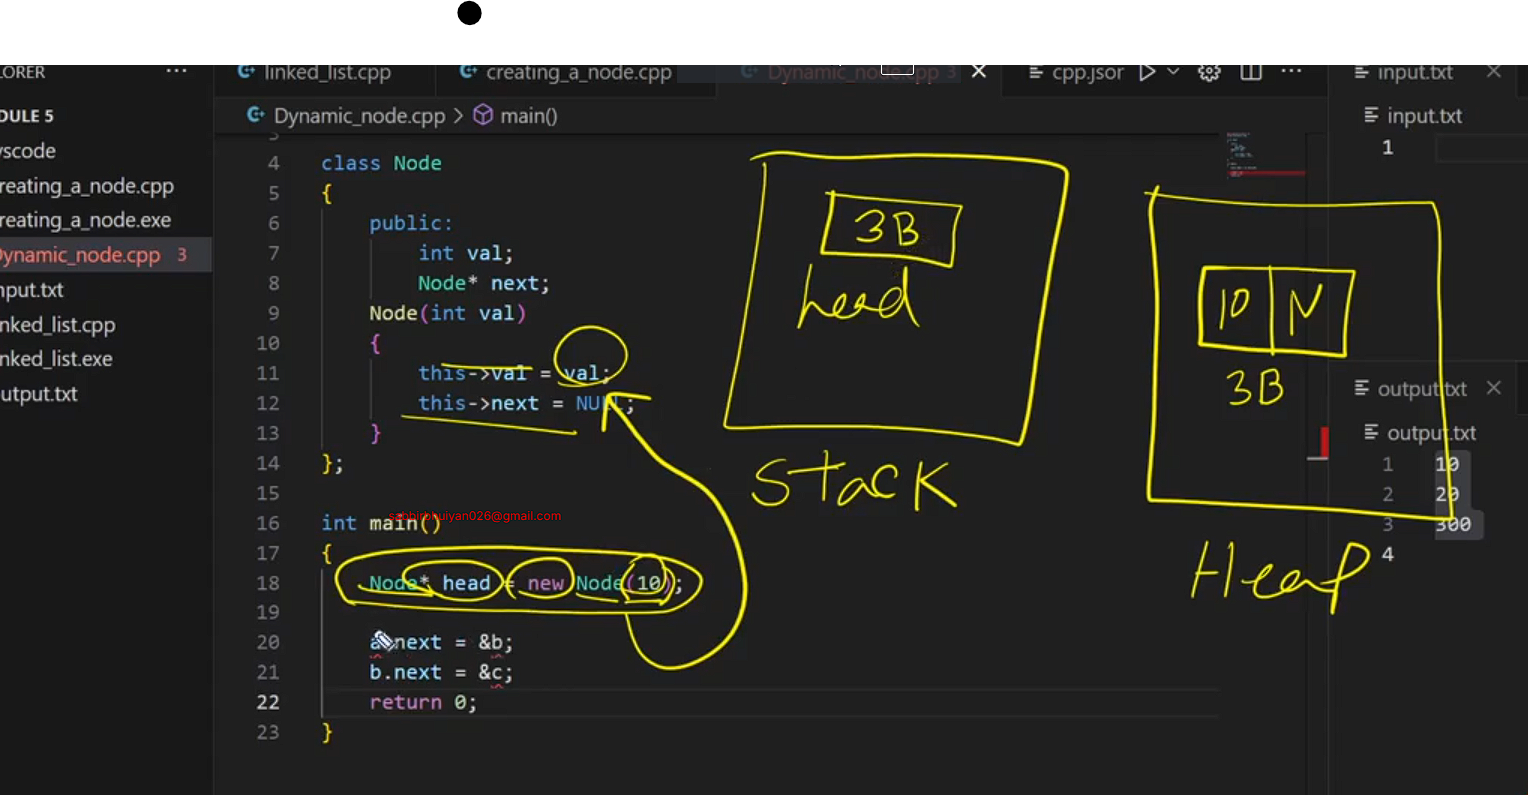 LORER ···
linked_list.cpp
creating_a_node.cpp
Dynamic_node.cpp 3
cpp.jsor
···
input.txt
DULE 5
Dynamic_node.cpp > main()
input.txt
1
vscode
reating_a_node.cpp
reating_a_node.exe
Dynamic_node.cpp 3
nput.txt
nked_list.cpp
nked_list.exe
utput.txt
3
4 class Node
5 {
6 public:
7 int val;
8 Node* next;
9 Node(int val)
10 {
11 this->val = val;
12 this->next = NULL;
13 }
14 };
15
16 int main()
sabbirbhuiyan026@gmail.com
17 {
18 Node* head = new Node(10);
19
20 a.next = &b;
21 b.next = &c;
22 return 0;
23 }
3B
head
Stack
10 N
3B
Heap
output.txt
output.txt
1 10
2 20
3 300
4